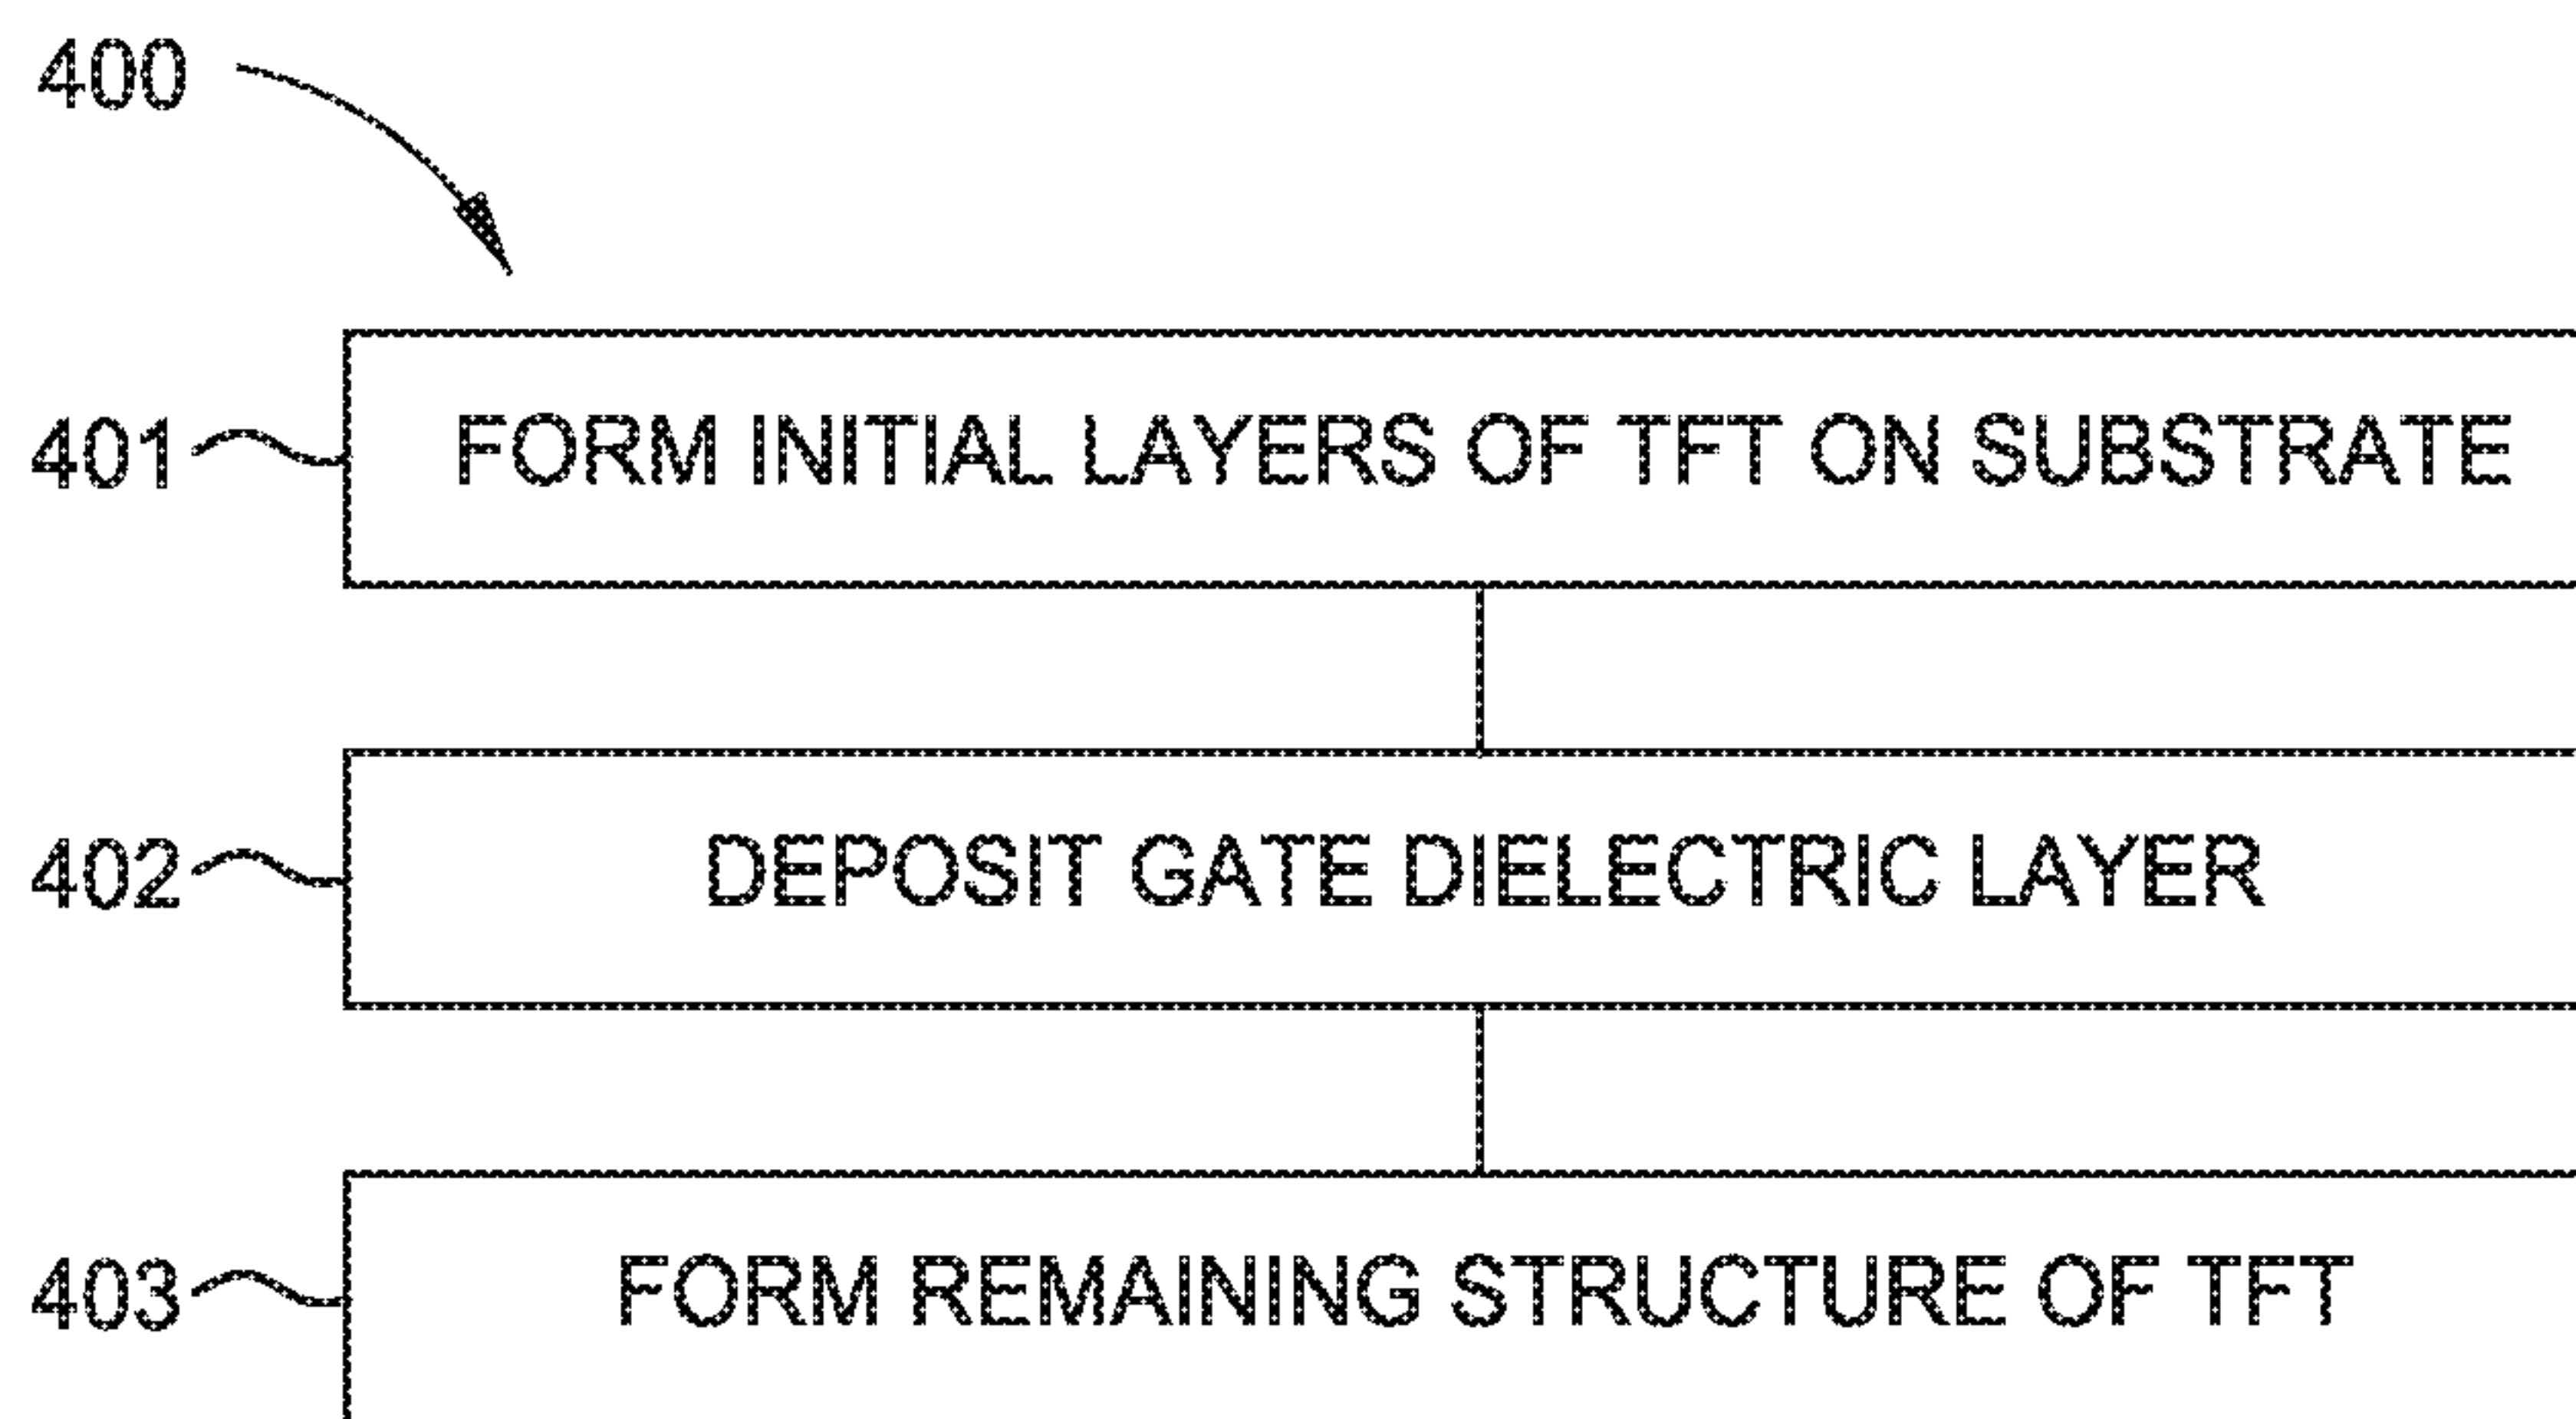 400
401 FORM INITIAL LAYERS OF TFT ON SUBSTRATE
402 DEPOSIT GATE DIELECTRIC LAYER
403 FORM REMAINING STRUCTURE OF TFT